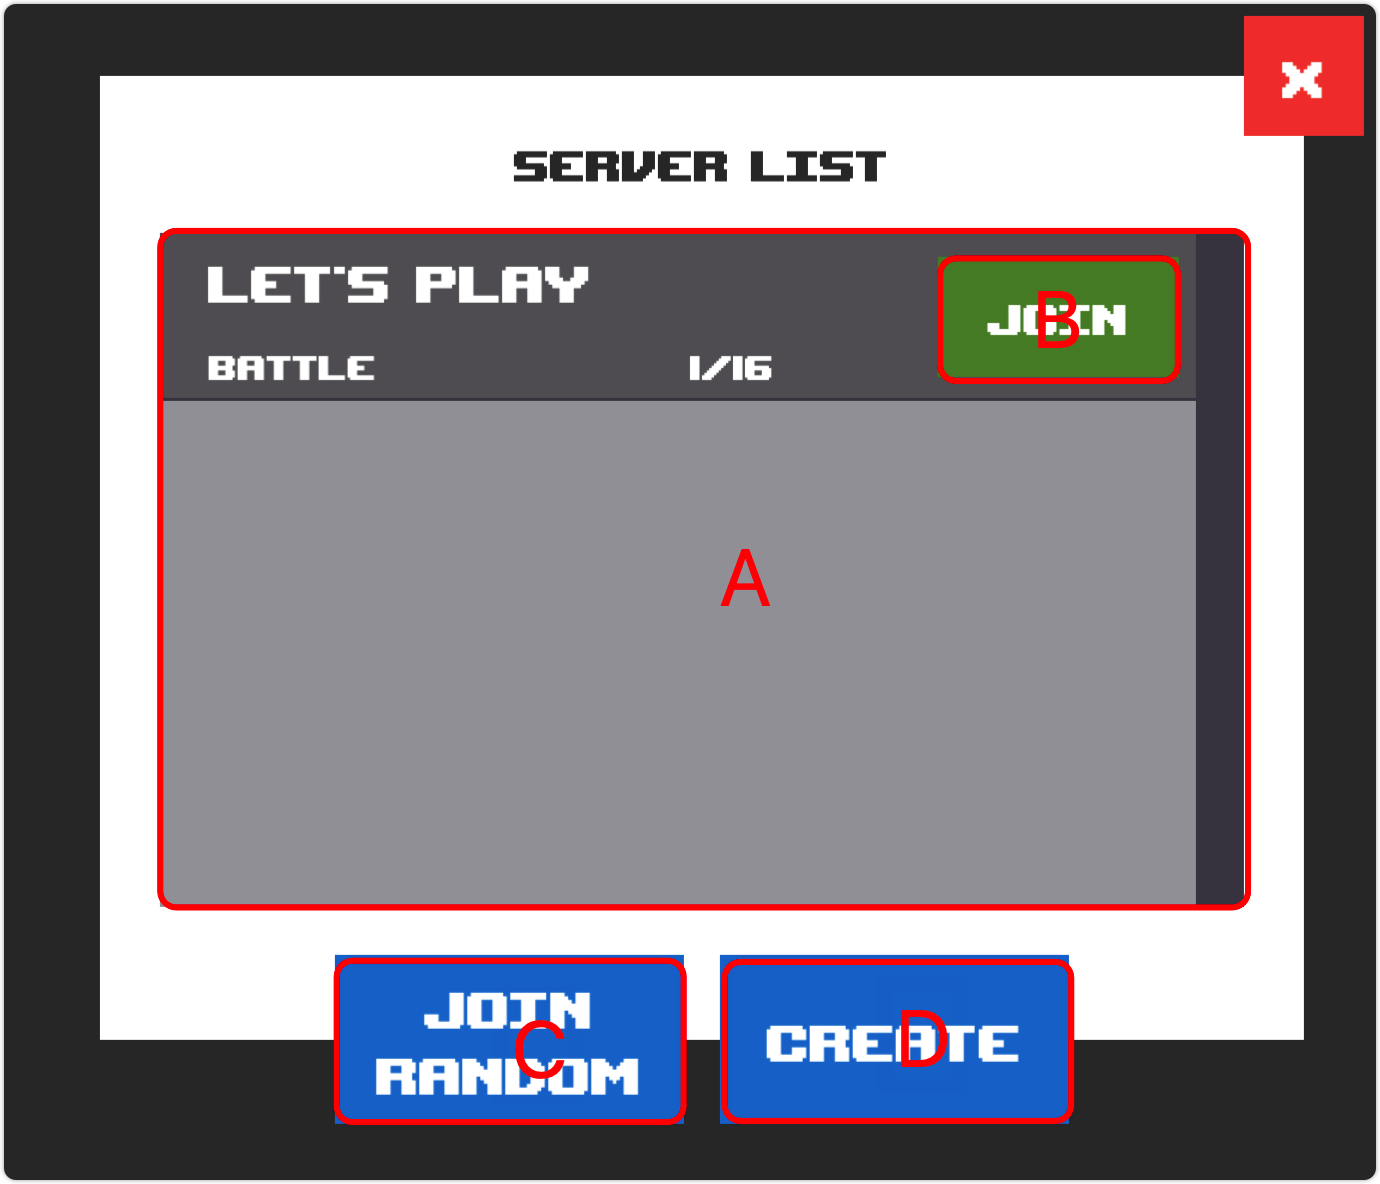 X
SERVER LIST
LET'S PLAY
JOIN
B
BATTLE 1/16
A
JOIN
RANDOM
C
CREATE
D